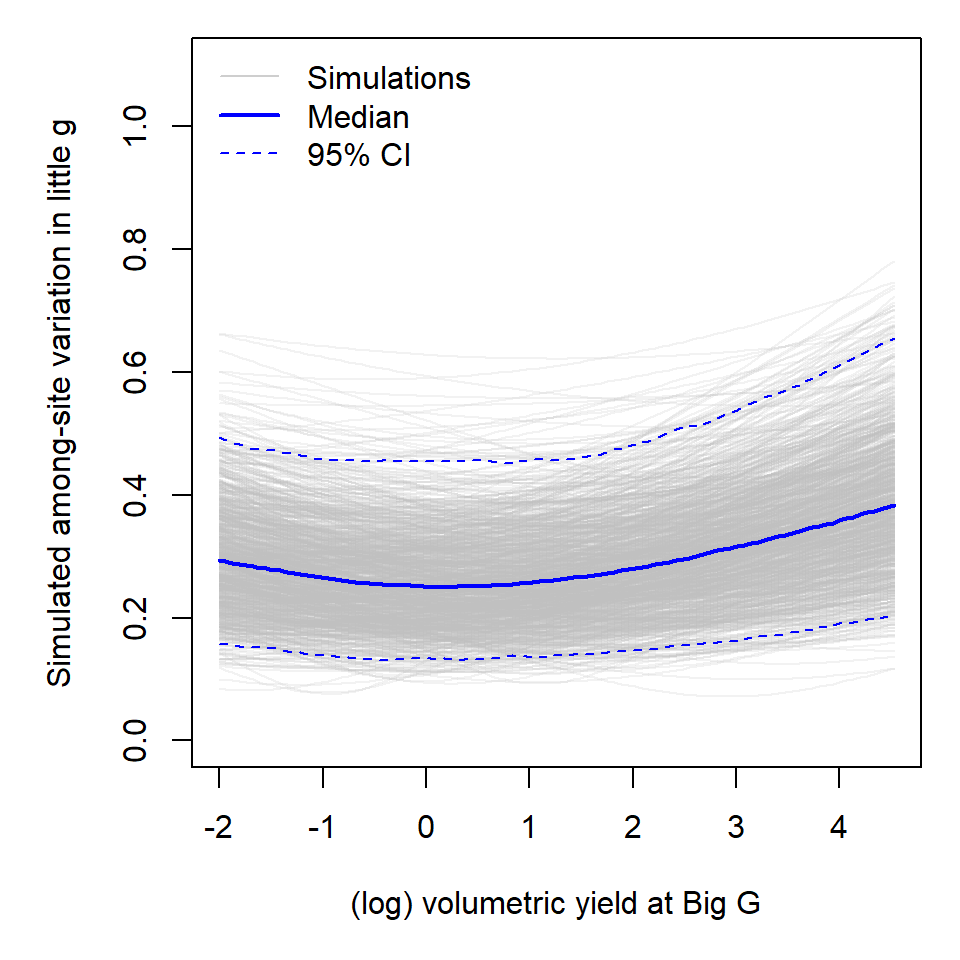 Simulations
Median
95% CI
Simulated among-site variation in little g
1.0
0.8
0.6
0.4
0.2
0.0
-2 -1 0 1 2 3 4
(log) volumetric yield at Big G